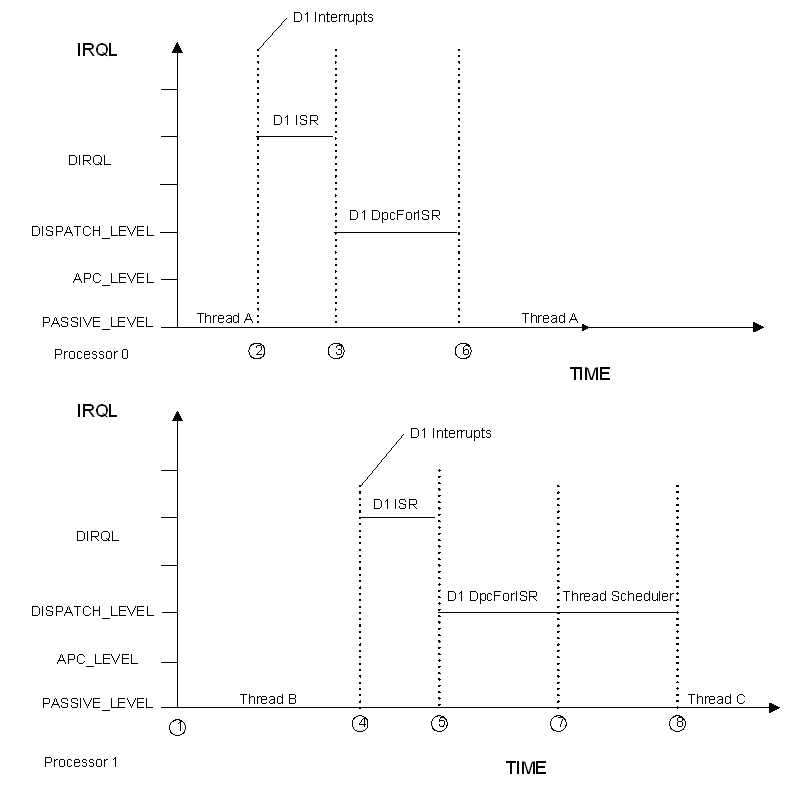 D1 Interrupts
IRQL
D1 ISR
DIRQL
D1 DpcForISR
DISPATCH_LEVEL
APC_LEVEL
PASSIVE_LEVEL
Thread A
Thread A
Processor 0
2
3
6
TIME
IRQL
D1 Interrupts
D1 ISR
DIRQL
D1 DpcForISR
Thread Scheduler
DISPATCH_LEVEL
APC_LEVEL
PASSIVE_LEVEL
Thread B
Thread C
1
4
5
7
8
Processor 1
TIME